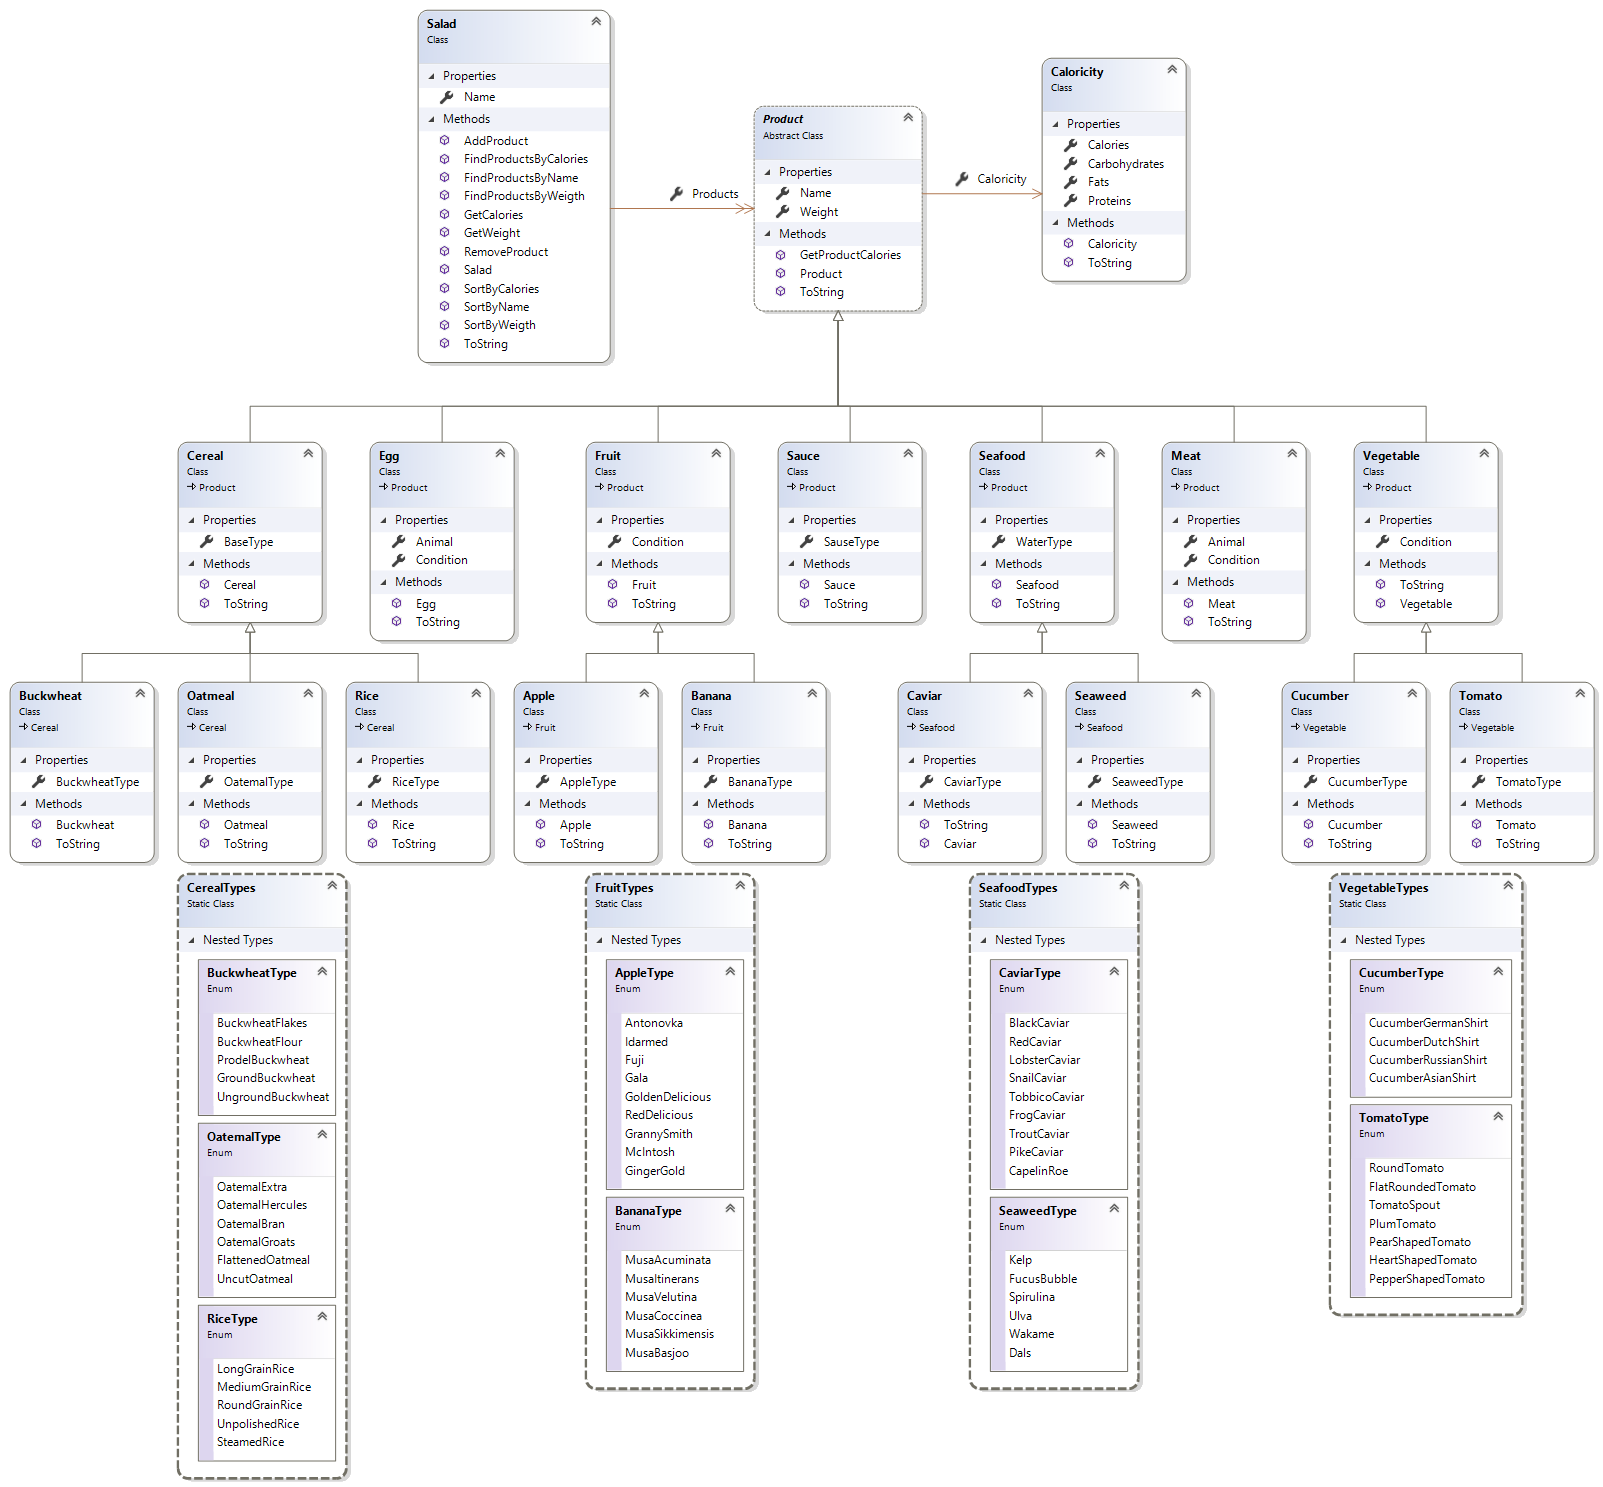 Salad
Class
Properties
Name
Methods
AddProduct
FindProductsByCalories
FindProductsByName
FindProductsByWeigth
GetCalories
GetWeight
RemoveProduct
Salad
SortByCalories
SortByName
SortByWeigth
ToString
Products
Product
Abstract Class
Properties
Name
Weight
Methods
GetProductCalories
Product
ToString
Caloricity
Caloricity
Class
Properties
Calories
Carbohydrates
Fats
Proteins
Methods
Caloricity
ToString
Cereal
Class
Product
Properties
BaseType
Methods
Cereal
ToString
Egg
Class
Product
Properties
Animal
Condition
Methods
Egg
ToString
Fruit
Class
Product
Properties
Condition
Methods
Fruit
ToString
Sauce
Class
Product
Properties
SauseType
Methods
Sauce
ToString
Seafood
Class
Product
Properties
WaterType
Methods
Seafood
ToString
Meat
Class
Product
Properties
Animal
Condition
Methods
Meat
ToString
Vegetable
Class
Product
Properties
Condition
Methods
ToString
Vegetable
Buckwheat
Class
Cereal
Properties
BuckwheatType
Methods
Buckwheat
ToString
Oatmeal
Class
Cereal
Properties
OatemalType
Methods
Oatmeal
ToString
Rice
Class
Cereal
Properties
RiceType
Methods
Rice
ToString
Apple
Class
Fruit
Properties
AppleType
Methods
Apple
ToString
Banana
Class
Fruit
Properties
BananaType
Methods
Banana
ToString
Caviar
Class
Seafood
Properties
CaviarType
Methods
ToString
Caviar
Seaweed
Class
Seafood
Properties
SeaweedType
Methods
Seaweed
ToString
Cucumber
Class
Vegetable
Properties
CucumberType
Methods
Cucumber
ToString
Tomato
Class
Vegetable
Properties
TomatoType
Methods
Tomato
ToString
CerealTypes
Static Class
Nested Types
BuckwheatType
Enum
BuckwheatFlakes
BuckwheatFlour
ProdelBuckwheat
GroundBuckwheat
UngroundBuckwheat
OatemalType
Enum
OatemalExtra
OatemalHercules
OatemalBran
OatemalGroats
FlattenedOatmeal
UncutOatmeal
RiceType
Enum
LongGrainRice
MediumGrainRice
RoundGrainRice
UnpolishedRice
SteamedRice
FruitTypes
Static Class
Nested Types
AppleType
Enum
Antonovka
Idarmed
Fuji
Gala
GoldenDelicious
RedDelicious
GrannySmith
McIntosh
GingerGold
BananaType
Enum
MusaAcuminata
MusaItinerans
MusaVelutina
MusaCoccinea
MusaSikkimensis
MusaBasjoo
SeafoodTypes
Static Class
Nested Types
CaviarType
Enum
BlackCaviar
RedCaviar
LobsterCaviar
SnailCaviar
TobbicoCaviar
FrogCaviar
TroutCaviar
PikeCaviar
CapelinRoe
SeaweedType
Enum
Kelp
FucusBubble
Spirulina
Ulva
Wakame
Dals
VegetableTypes
Static Class
Nested Types
CucumberType
Enum
CucumberGermanShirt
CucumberDutchShirt
CucumberRussianShirt
CucumberAsianShirt
TomatoType
Enum
RoundTomato
FlatRoundedTomato
TomatoSpout
PlumTomato
PearShapedTomato
HeartShapedTomato
PepperShapedTomato